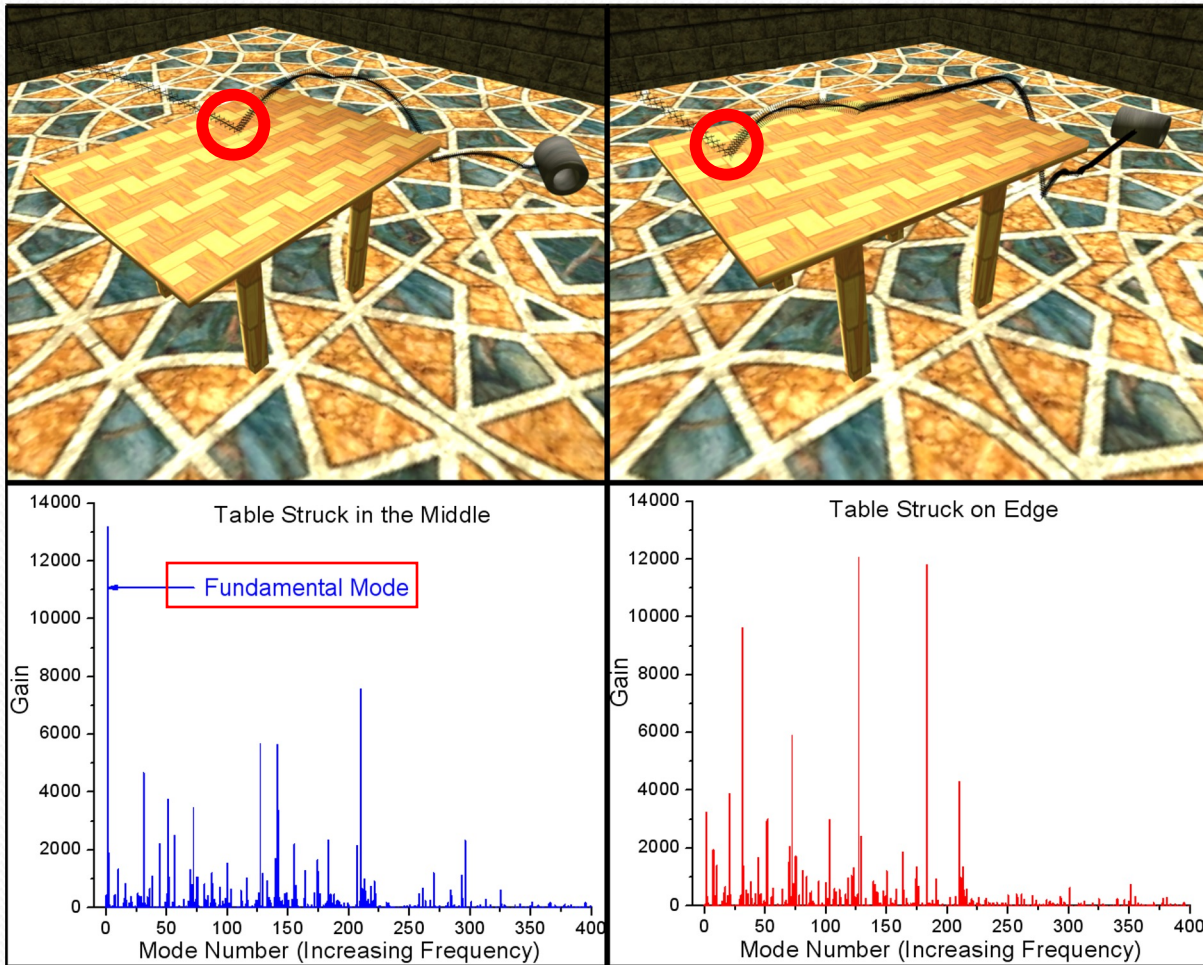 Table Struck in the Middle
Fundamental Mode
Gain
14000
12000
10000
8000
6000
4000
2000
0
0 50 100 150 200 250 300 350 400
Mode Number (Increasing Frequency)
Table Struck on Edge
Gain
14000
12000
10000
8000
6000
4000
2000
0
0 50 100 150 200 250 300 350 400
Mode Number (Increasing Frequency)